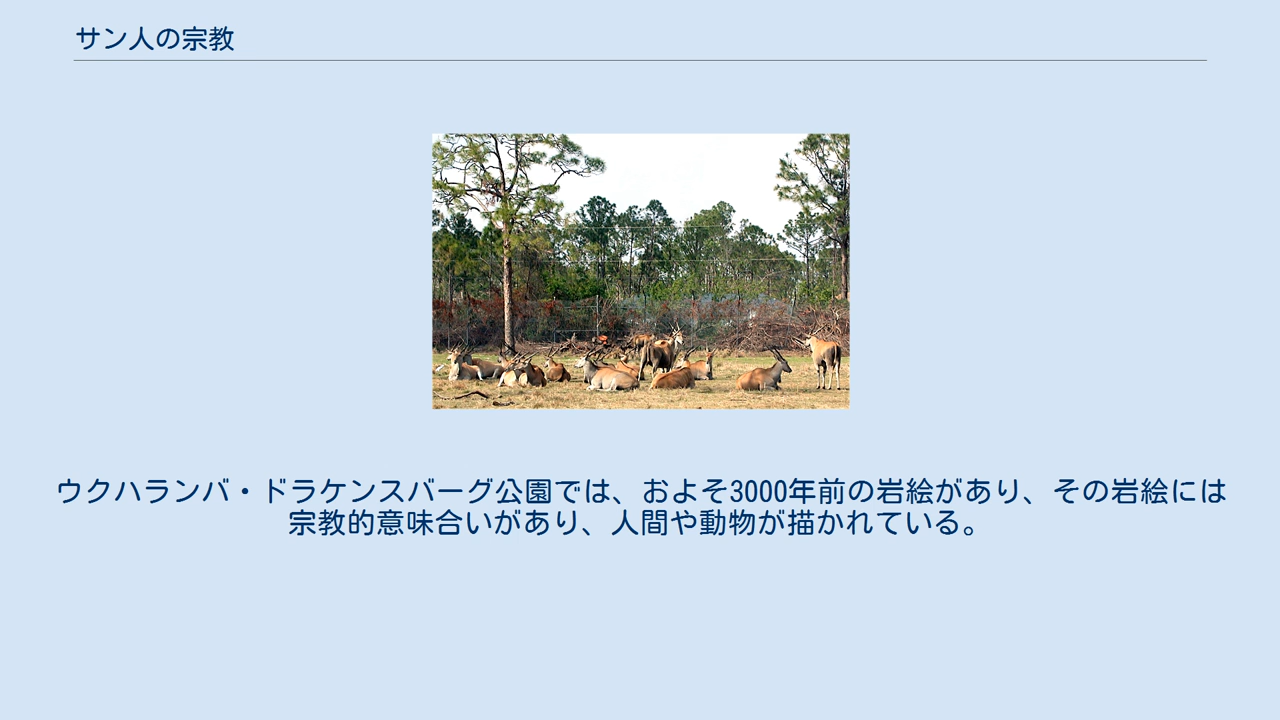 サン人の宗教
ウクハランバ・ドラケンスバーグ公園では、およそ3000年前の岩絵があり、その岩絵には
宗教的意味合いがあり、人間や動物が描かれている。